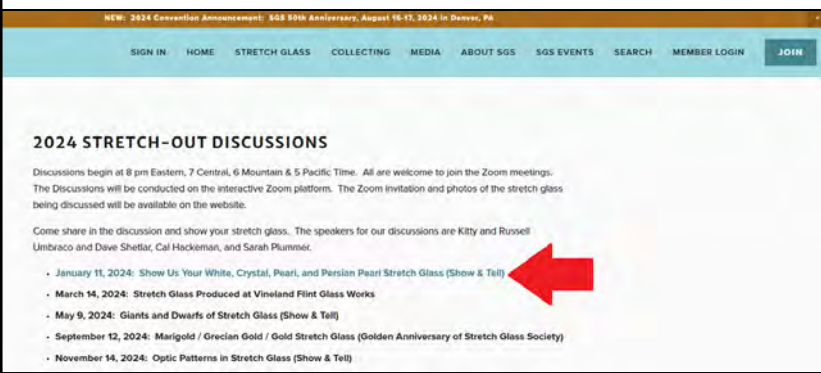 NEW: 2024 Convention Announcement: SGS 50th Anniversary, August 16-17, 2024 in Denver, PA
SIGN IN HOME STRETCH GLASS COLLECTING MEDIA ABOUT SGS SGS EVENTS SEARCH MEMBER LOGIN JOIN
2024 STRETCH-OUT DISCUSSIONS
Discussions begin at 8 pm Eastern, 7 Central, 6 Mountain & 5 Pacific Time. All are welcome to join the Zoom meetings.
The Discussions will be conducted on the interactive Zoom platform. The Zoom invitation and photos of the stretch glass
being discussed will be available on the website.
Come share in the discussion and show your stretch glass. The speakers for our discussions are Kitty and Russell
Umbraco and Dave Shetlar, Cal Hackeman, and Sarah Plummer.
• January 11, 2024: Show Us Your White, Crystal, Pearl, and Persian Pearl Stretch Glass (Show & Tell)
• March 14, 2024: Stretch Glass Produced at Vineland Flint Glass Works
• May 9, 2024: Giants and Dwarfs of Stretch Glass (Show & Tell)
• September 12, 2024: Marigold / Grecian Gold / Gold Stretch Glass (Golden Anniversary of Stretch Glass Society)
• November 14, 2024: Optic Patterns in Stretch Glass (Show & Tell)